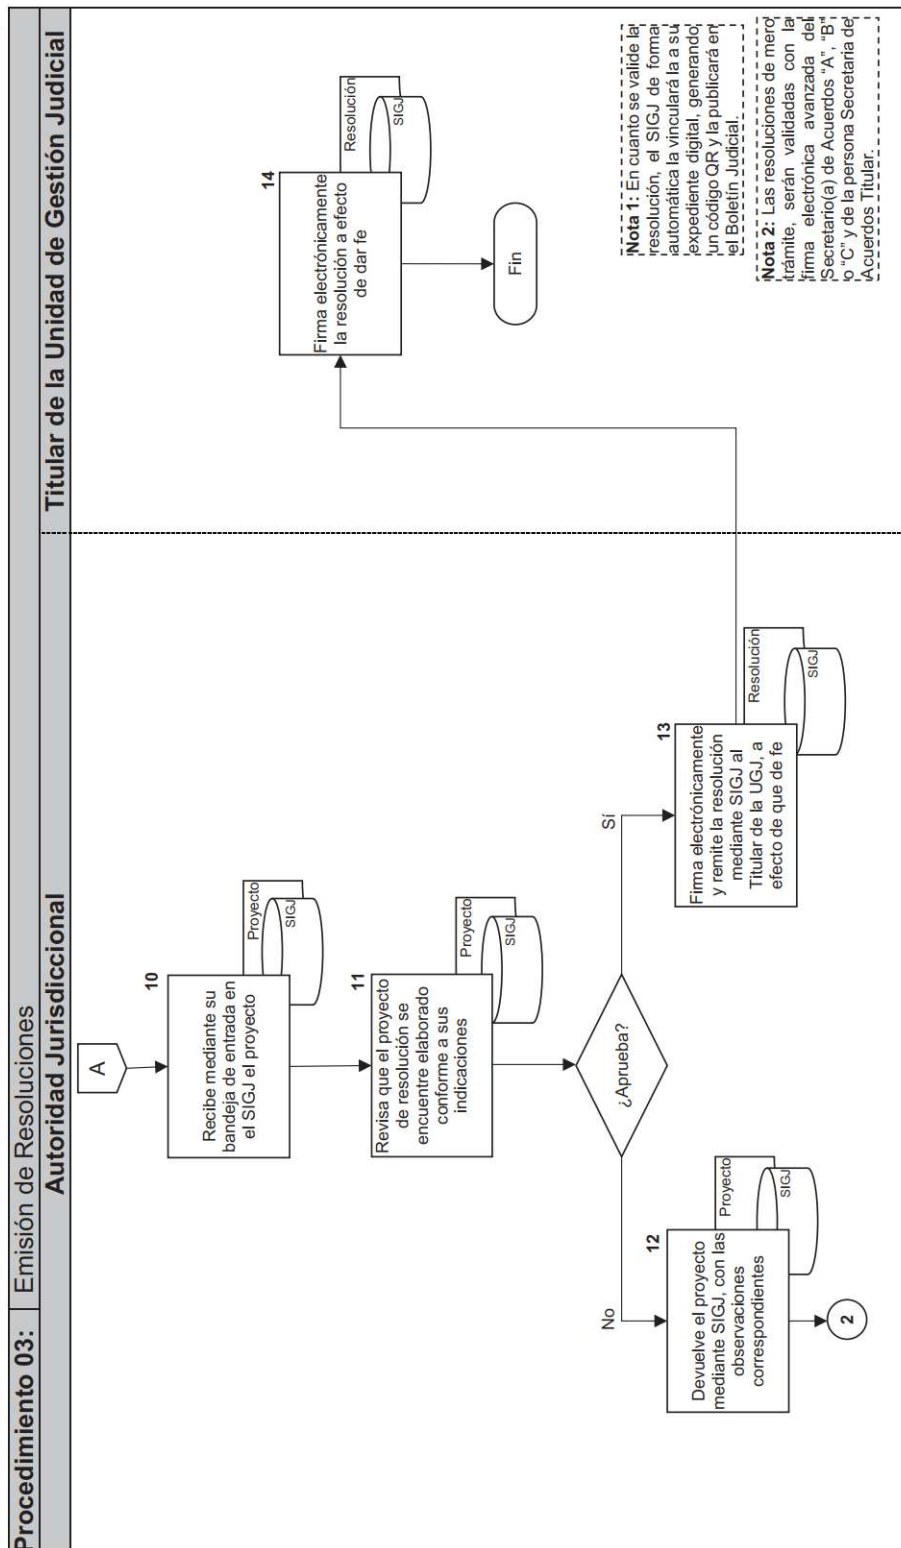 Procedimiento 03:
Emisión de Resoluciones
Autoridad Jurisdiccional
Titular de la Unidad de Gestión Judicial
A
10
Recibe mediante su
bandeja de entrada en
el SIGJ el proyecto
Proyecto
SIGJ
11
Revisa que el proyecto
de resolución se
encuentre elaborado
conforme a sus
indicaciones
Proyecto
SIGJ
¿Aprueba?
No
Sí
12
Devuelve el proyecto
mediante SIGJ, con las
observaciones
correspondientes
Proyecto
SIGJ
2
13
Firma electrónicamente
y remite la resolución
mediante SIGJ al
Titular de la UGJ, a
efecto de que de fe
Resolución
SIGJ
14
Firma electrónicamente
la resolución a efecto
de dar fe
Resolución
SIGJ
Fin
Nota 1: En cuanto se valide la
resolución, el SIGJ de forma
automática la vinculará la a su
expediente digital, generando
un código QR y la publicará en
el Boletín Judicial.
Nota 2: Las resoluciones de mero
trámite, serán validadas con la
firma electrónica avanzada del
Secretario(a) de Acuerdos “A”, “B”
o “C” y de la persona Secretaria de
Acuerdos Titular.